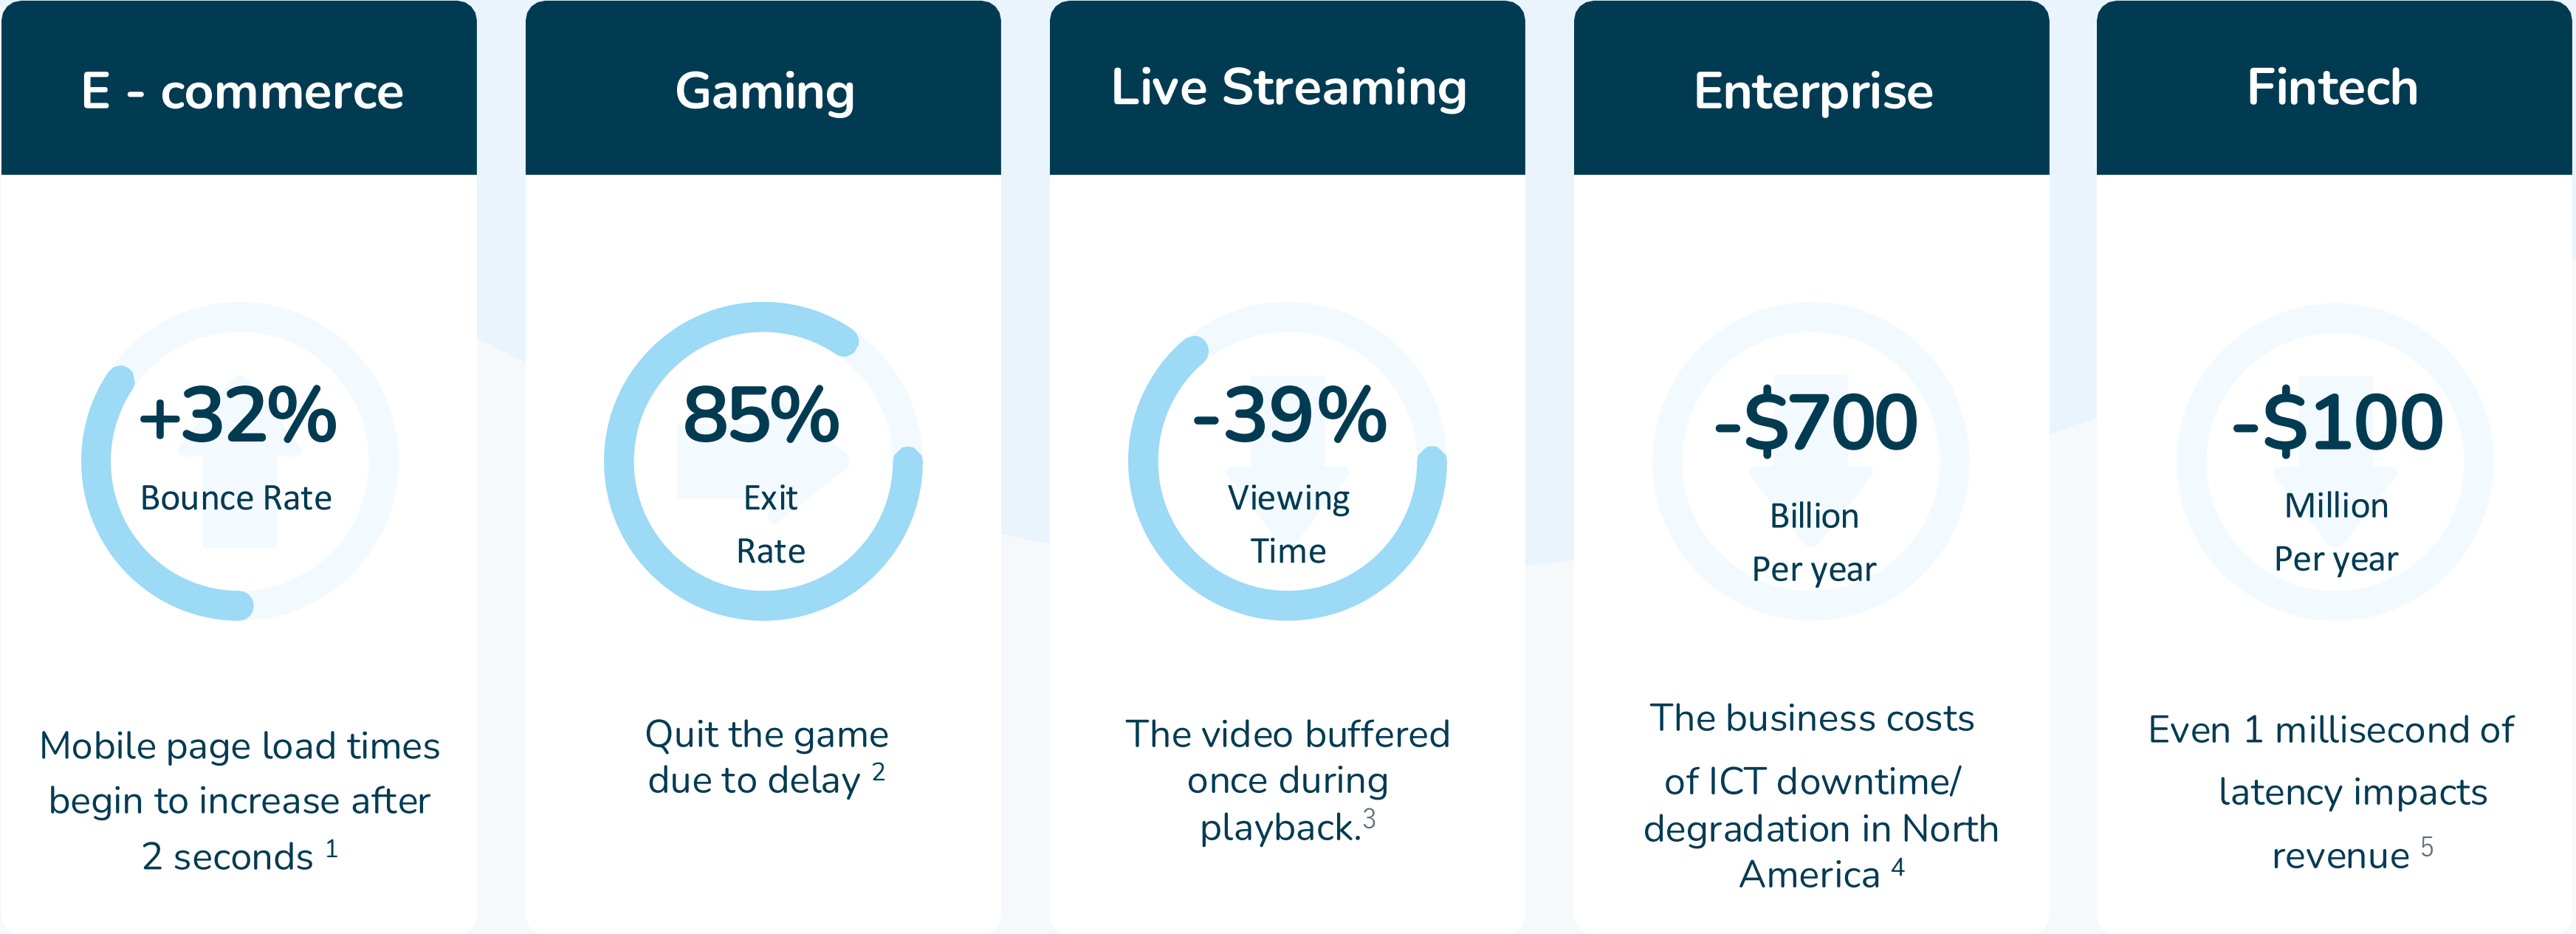 E - commerce
+32%
Bounce Rate
Mobile page load times
begin to increase after
2 seconds 1
Gaming
85%
Exit
Rate
Quit the game
due to delay 2
Live Streaming
-39%
Viewing
Time
The video buffered
once during
playback.3
Enterprise
-$700
Billion
Per year
The business costs
of ICT downtime/
degradation in North
America 4
Fintech
-$100
Million
Per year
Even 1 millisecond of
latency impacts
revenue 5